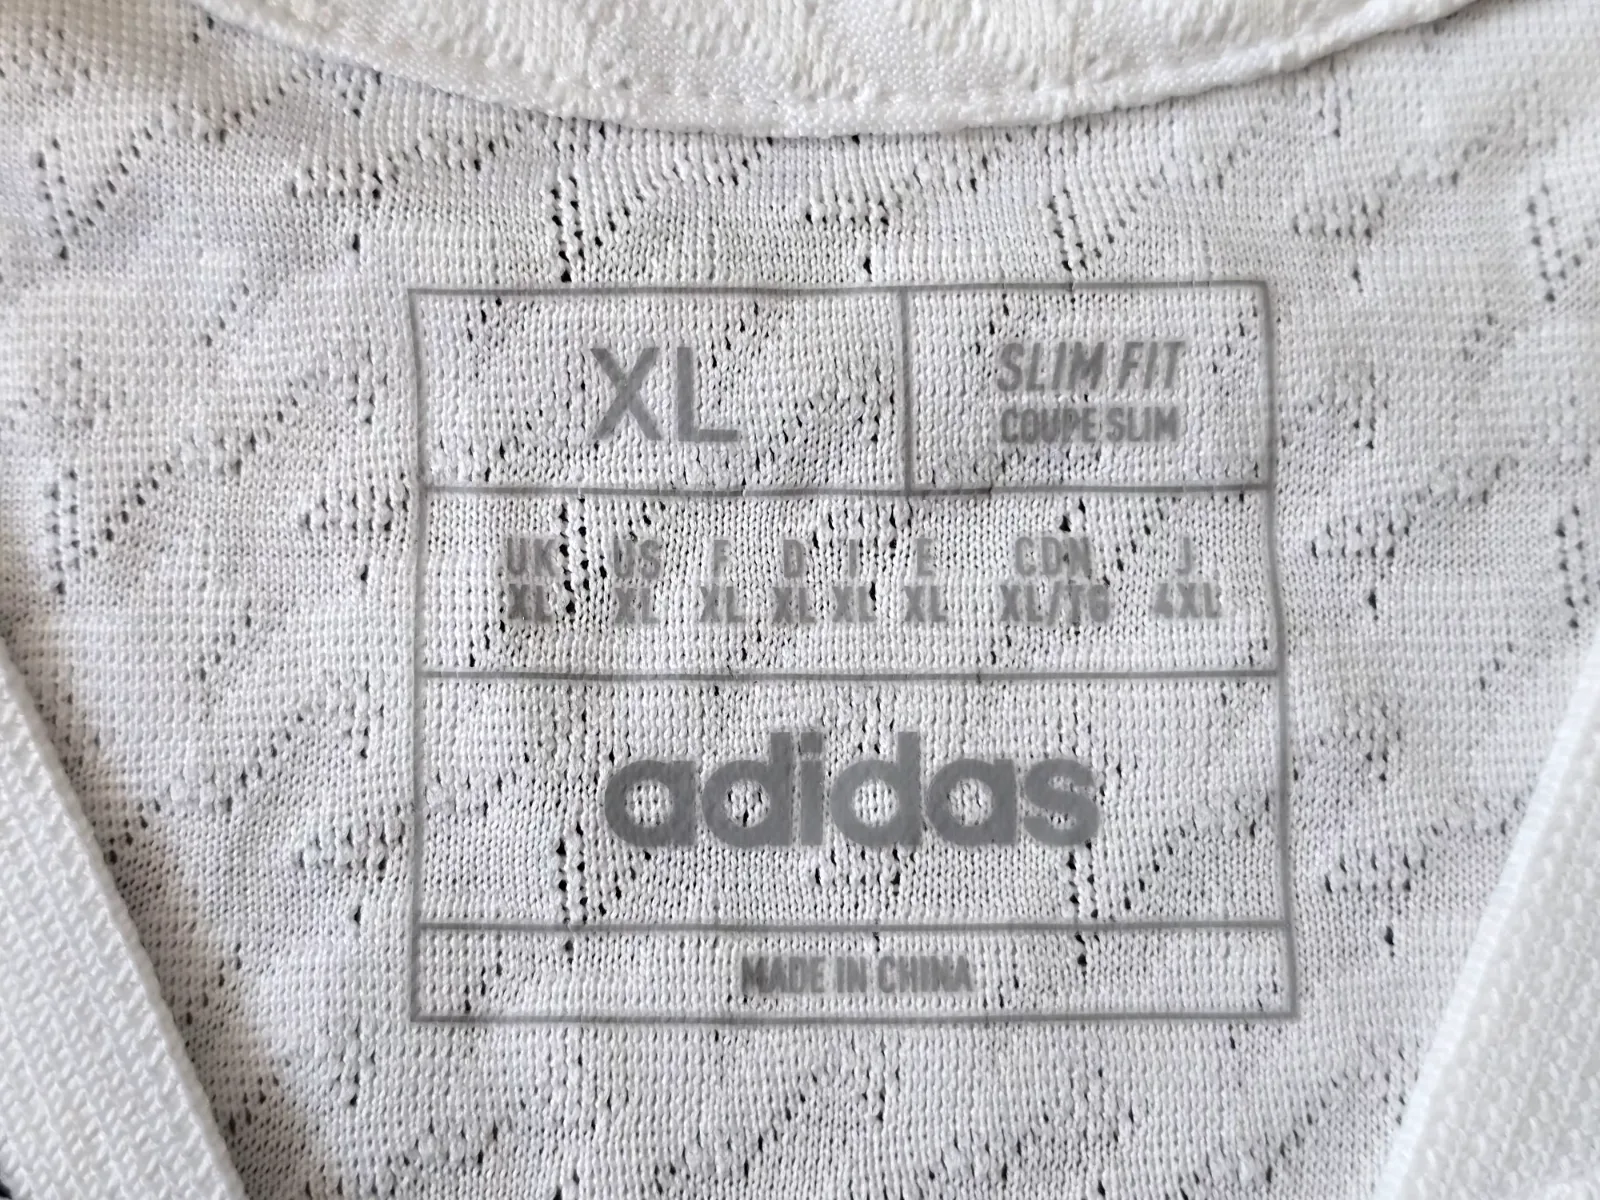 XL
SLIM FIT
COUPE SLIM
UK US F D I E CDN J
XL XL XL XL XL XL XL/TG 4XL
adidas
MADE IN CHINA